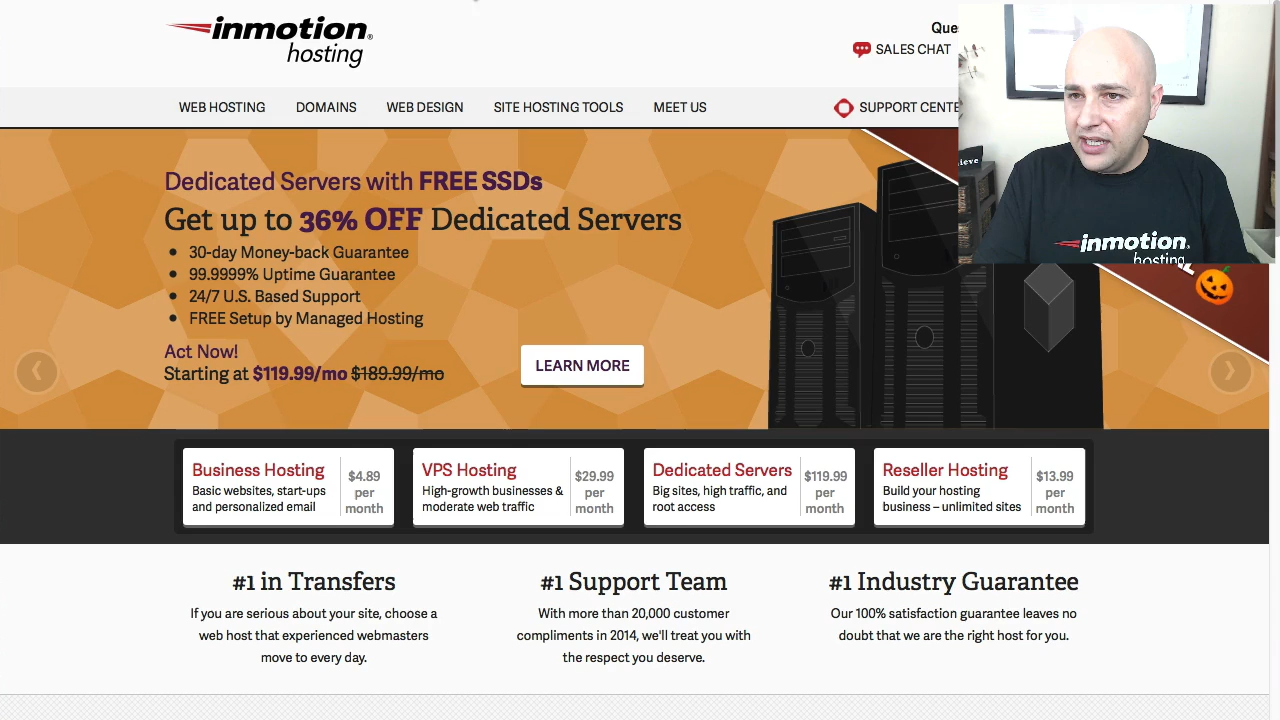 inmotion®
hosting
SALES CHAT
WEB HOSTING
DOMAINS
WEB DESIGN
SITE HOSTING TOOLS
MEET US
Dedicated Servers with FREE SSDs
Get up to 36% OFF Dedicated Servers
• 30-day Money-back Guarantee
• 99.9999% Uptime Guarantee
• 24/7 U.S. Based Support
• FREE Setup by Managed Hosting
Act Now!
Starting at $119.99/mo $189.99/mo
LEARN MORE
inmotion®
hosting
Business Hosting
Basic websites, start-ups
and personalized email
$4.89
per
month
VPS Hosting
High-growth businesses &
moderate web traffic
$29.99
per
month
Dedicated Servers
Big sites, high traffic, and
root access
$119.99
per
month
Reseller Hosting
Build your hosting
business – unlimited sites
$13.99
per
month
#1 in Transfers
If you are serious about your site, choose a
web host that experienced webmasters
move to every day.
#1 Support Team
With more than 20,000 customer
compliments in 2014, we'll treat you with
the respect you deserve.
#1 Industry Guarantee
Our 100% satisfaction guarantee leaves no
doubt that we are the right host for you.
SUPPORT